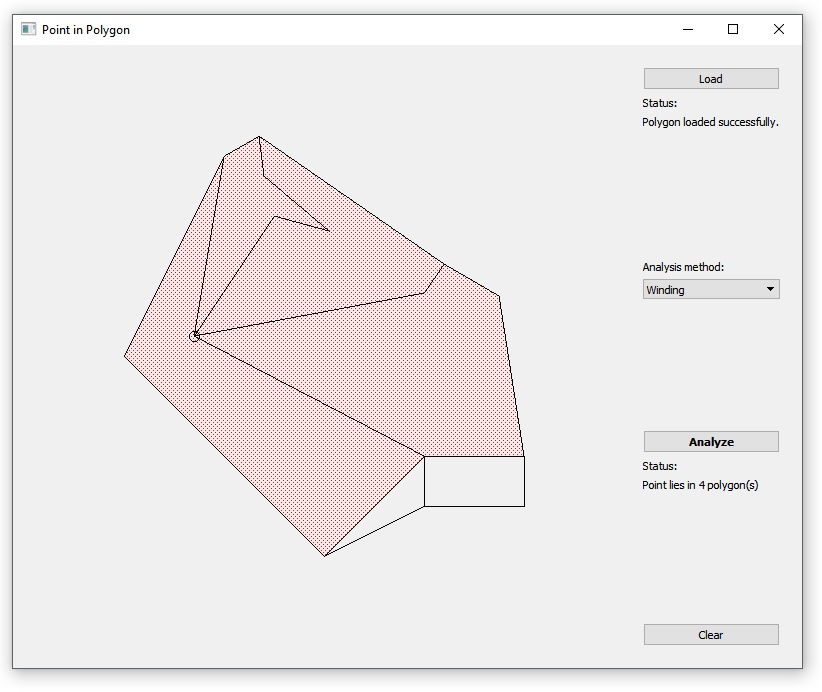 Point in Polygon
Load
Status:
Polygon loaded successfully.
Analysis method:
Winding
Analyze
Status:
Point lies in 4 polygon(s)
Clear